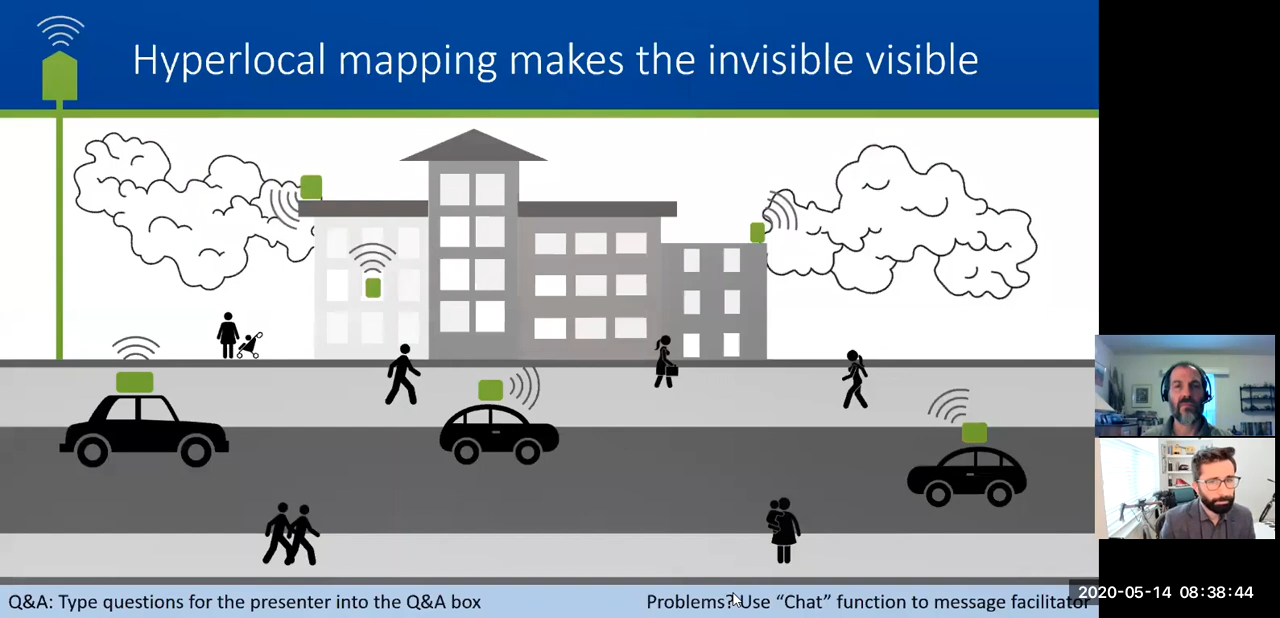 Hyperlocal mapping makes the invisible visible
Q&A: Type questions for the presenter into the Q&A box
Problems? Use “Chat” function to message facilitator
2020-05-14 08:38:44